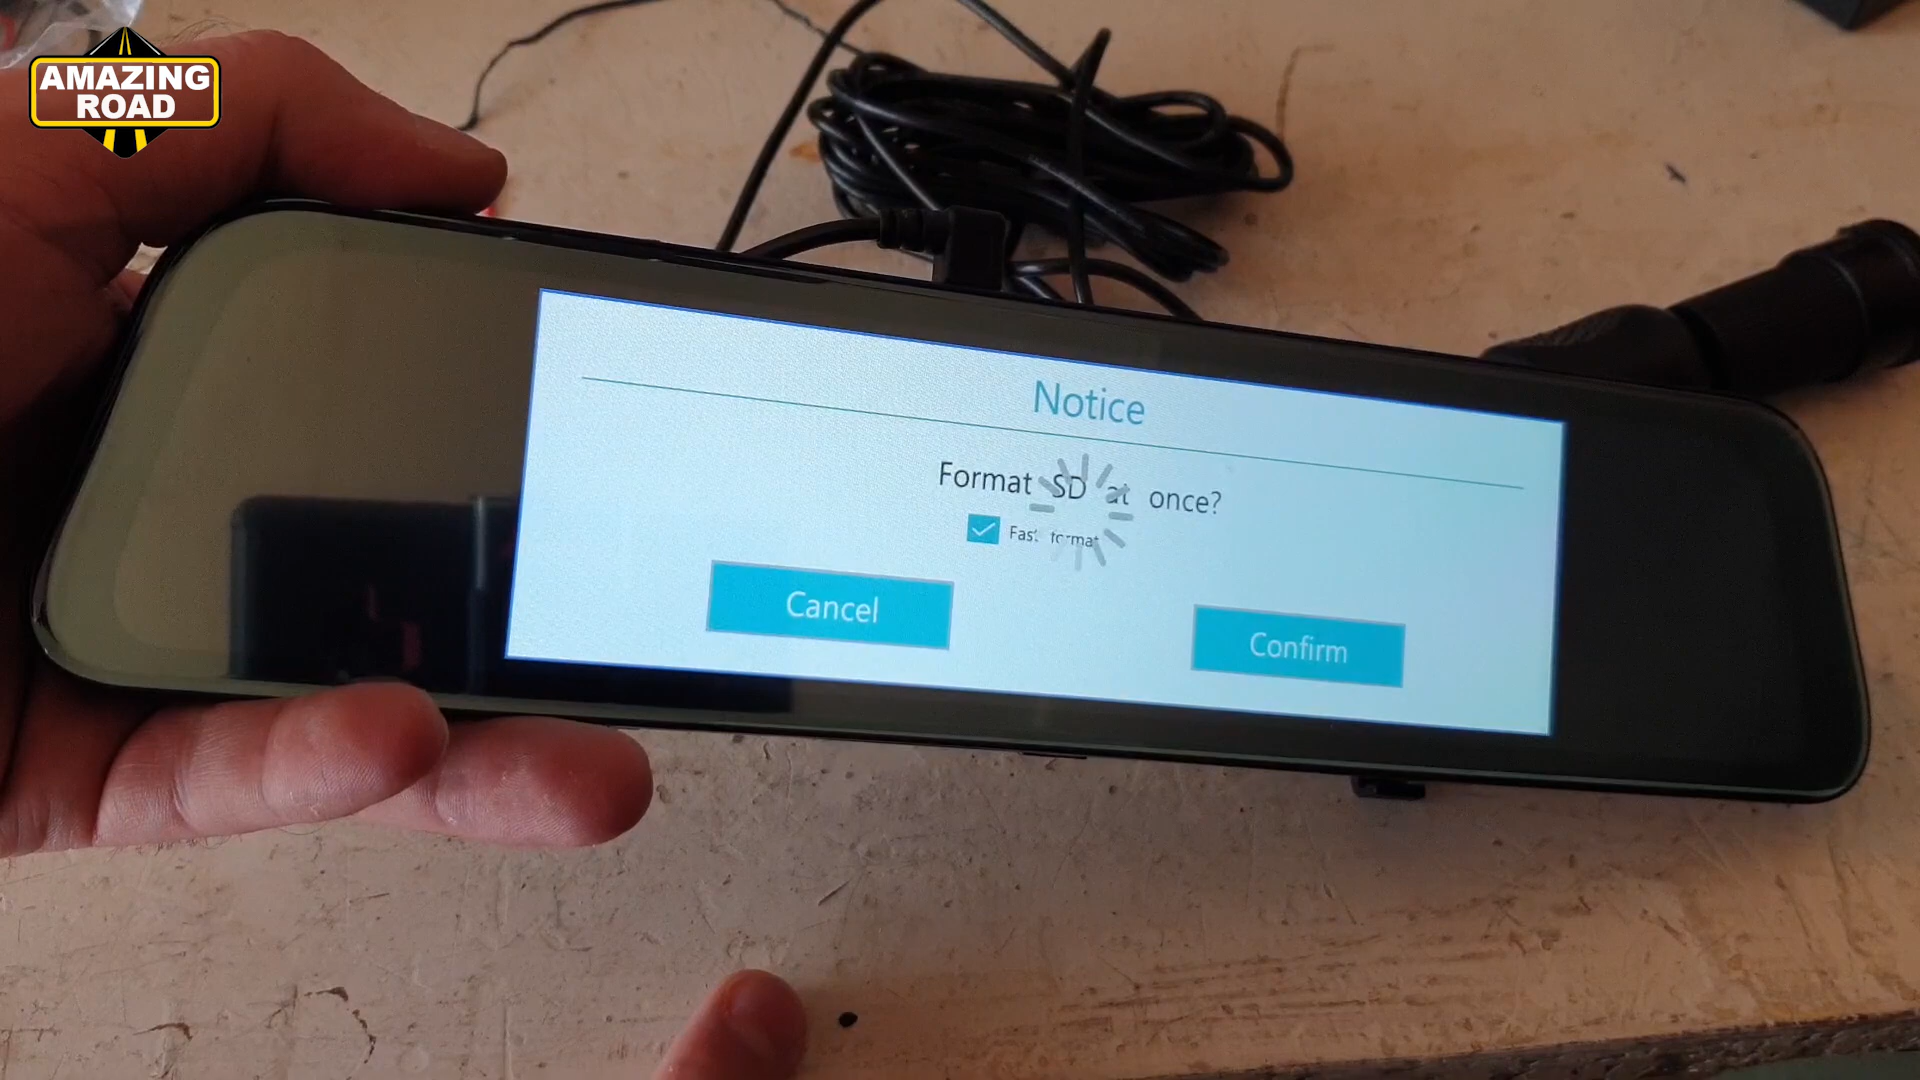 AMAZING
ROAD
Notice
Format SD at once?
Fast format
Cancel
Confirm